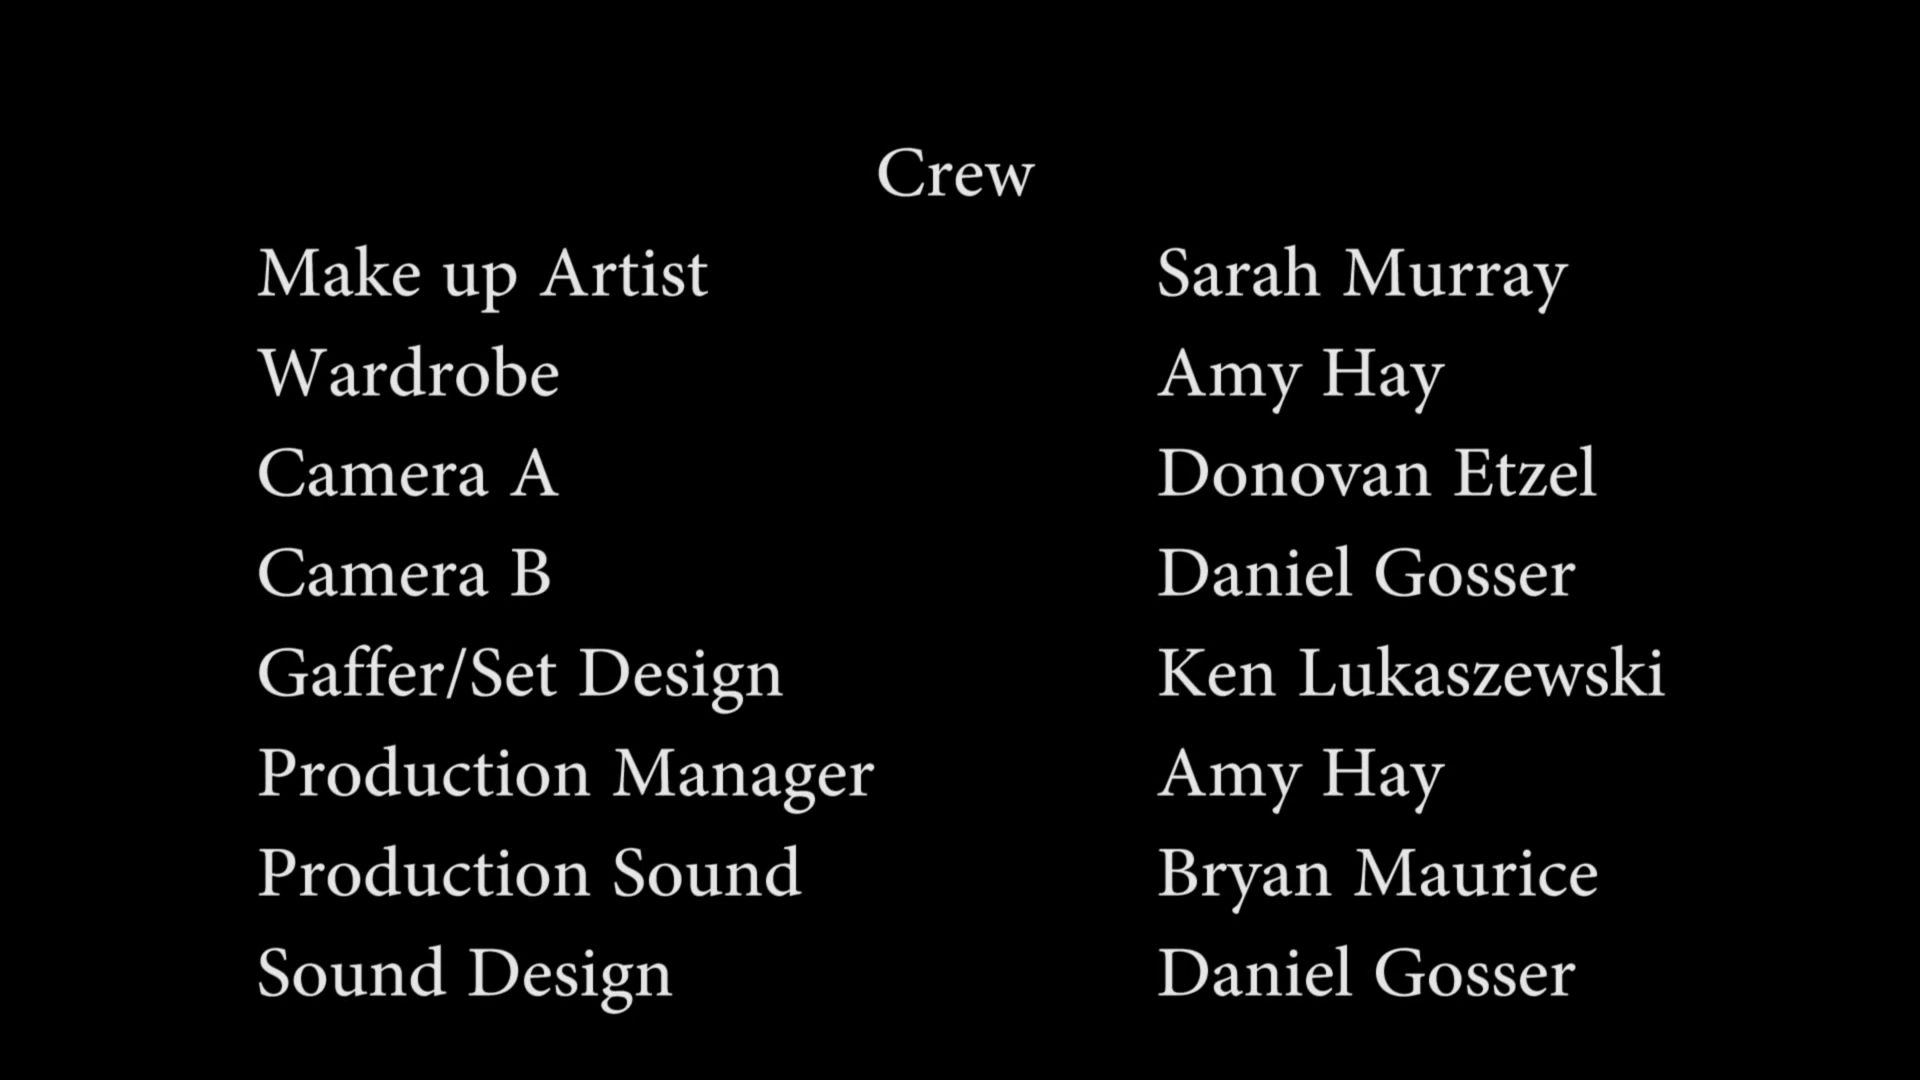 Crew
Make up Artist Sarah Murray
Wardrobe Amy Hay
Camera A Donovan Etzel
Camera B Daniel Gosser
Gaffer/Set Design Ken Lukaszewski
Production Manager Amy Hay
Production Sound Bryan Maurice
Sound Design Daniel Gosser